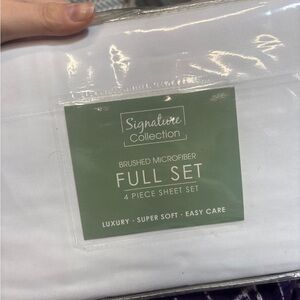 Signature
Collection
BRUSHED MICROFIBER
FULL SET
4 PIECE SHEET SET
LUXURY · SUPER SOFT · EASY CARE